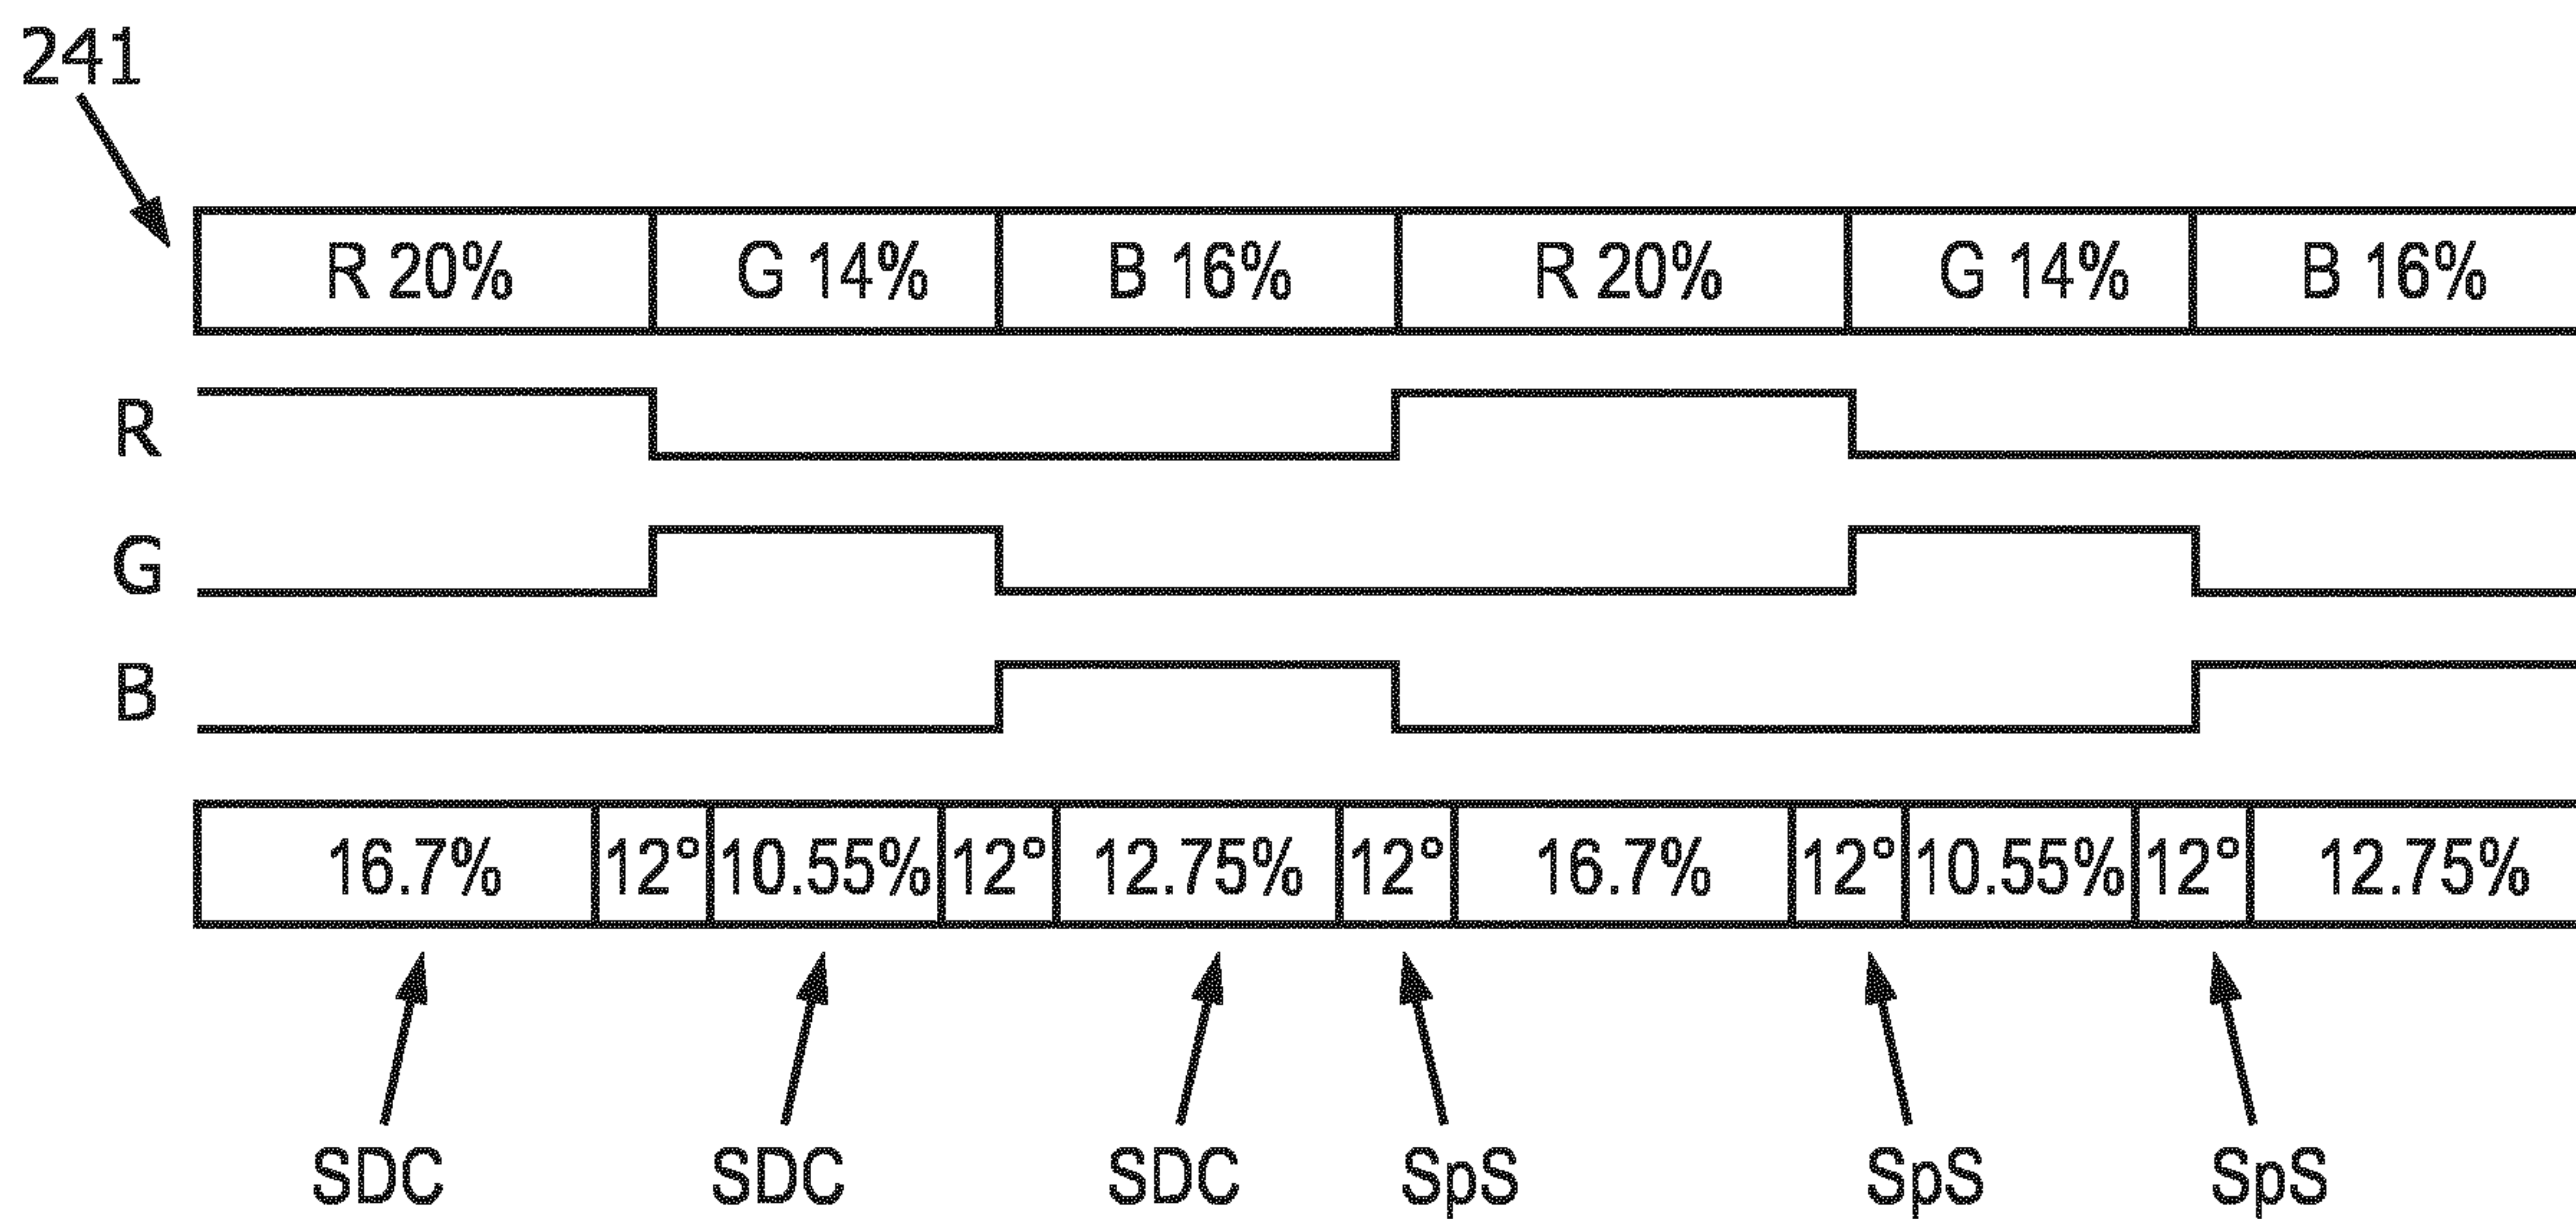 241
R 20% G 14% B 16% R 20% G 14% B 16%
R
G
B
16.7% 12° 10.55% 12° 12.75% 12° 16.7% 12° 10.55% 12° 12.75%
SDC SDC SDC SpS SpS SpS